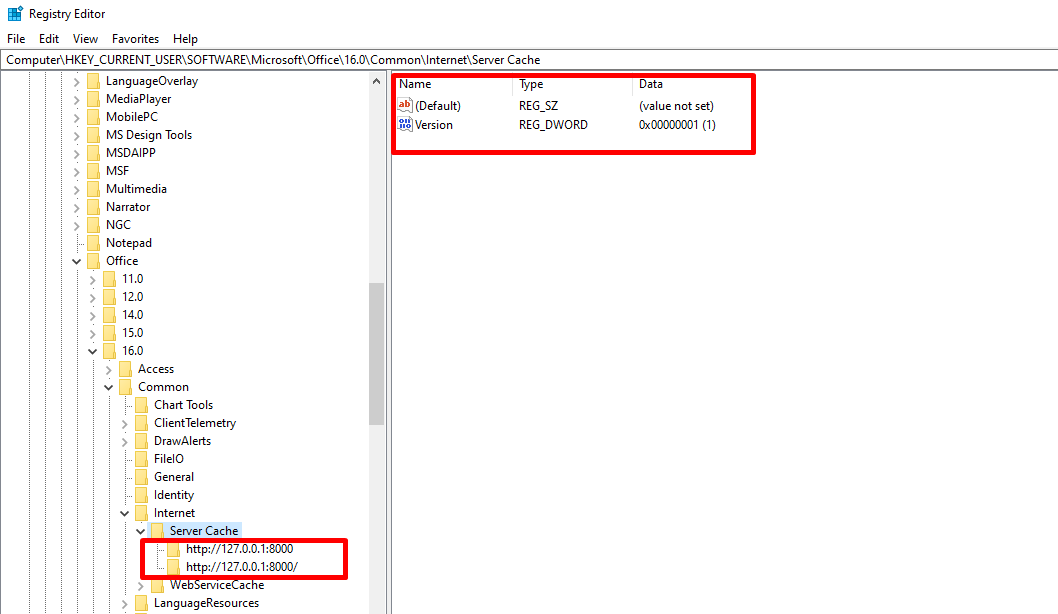 Registry Editor
File Edit View Favorites Help
Computer\HKEY_CURRENT_USER\SOFTWARE\Microsoft\Office\16.0\Common\Internet\Server Cache
LanguageOverlay
MediaPlayer
MobilePC
MS Design Tools
MSDAIPP
MSF
Multimedia
Narrator
NGC
Notepad
Office
11.0
12.0
14.0
15.0
16.0
Access
Common
Chart Tools
ClientTelemetry
DrawAlerts
FileIO
General
Identity
Internet
Server Cache
http://127.0.0.1:8000
http://127.0.0.1:8000/
WebServiceCache
LanguageResources
Name Type Data
ab (Default) REG_SZ (value not set)
Version REG_DWORD 0x00000001 (1)